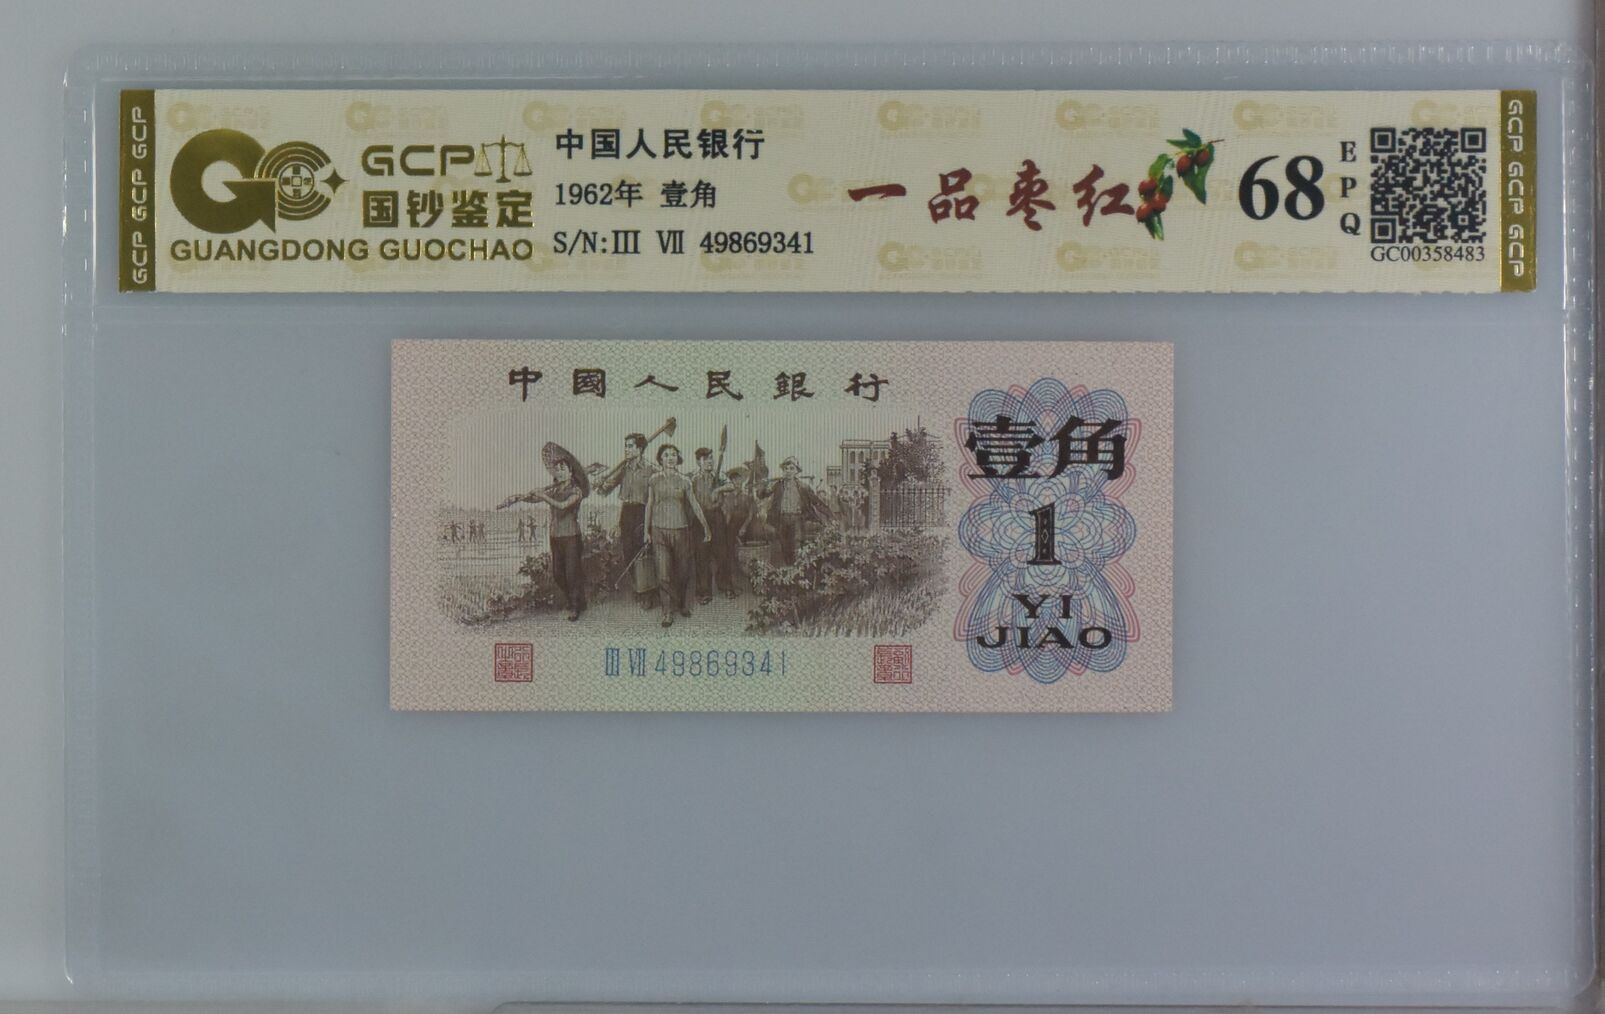 GCP GCP GCP
GCP
国钞鉴定
GUANGDONG GUOCHAO
中国人民银行
1962年 壹角
S/N:III VII 49869341
一品枣红
68
EPQ
GC00358483
GCP GCP GCP
中國人民銀行
壹角
1
YI
JIAO
III VII 49869341